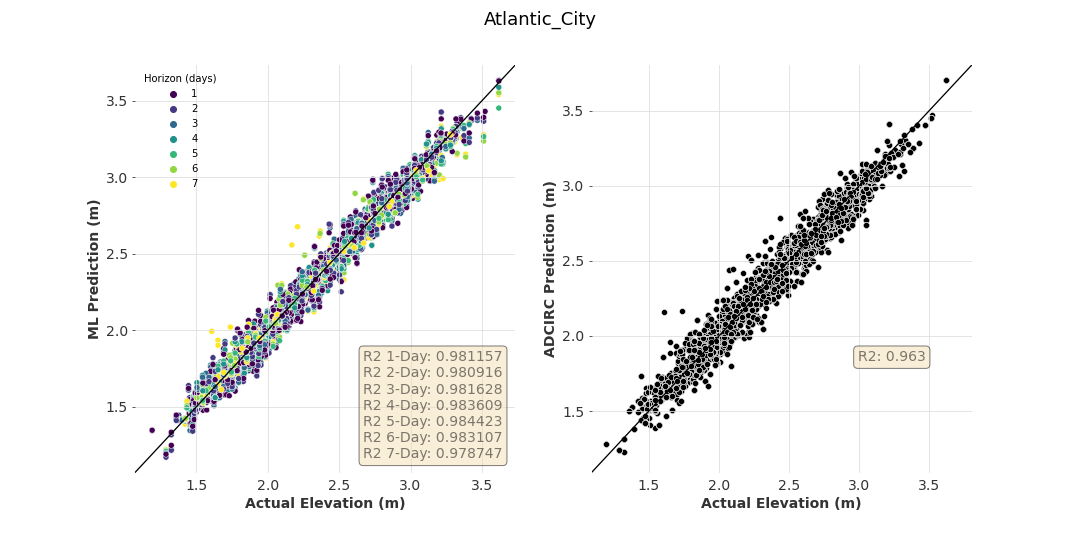 Atlantic_City
Horizon (days)
1
2
3
4
5
6
7
3.5
3.0
2.5
2.0
1.5
ML Prediction (m)
R2 1-Day: 0.981157
R2 2-Day: 0.980916
R2 3-Day: 0.981628
R2 4-Day: 0.983609
R2 5-Day: 0.984423
R2 6-Day: 0.983107
R2 7-Day: 0.978747
1.5 2.0 2.5 3.0 3.5
Actual Elevation (m)
3.5
3.0
2.5
2.0
1.5
ADCIRC Prediction (m)
R2: 0.963
1.5 2.0 2.5 3.0 3.5
Actual Elevation (m)